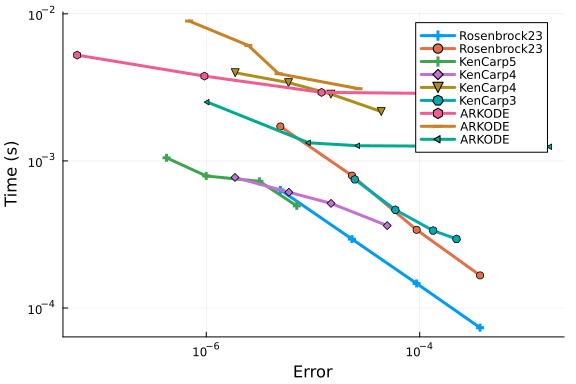 10⁻²
Rosenbrock23
Rosenbrock23
KenCarp5
KenCarp4
KenCarp4
KenCarp3
ARKODE
ARKODE
ARKODE
10⁻³
Time (s)
10⁻⁴
10⁻⁶
10⁻⁴
Error